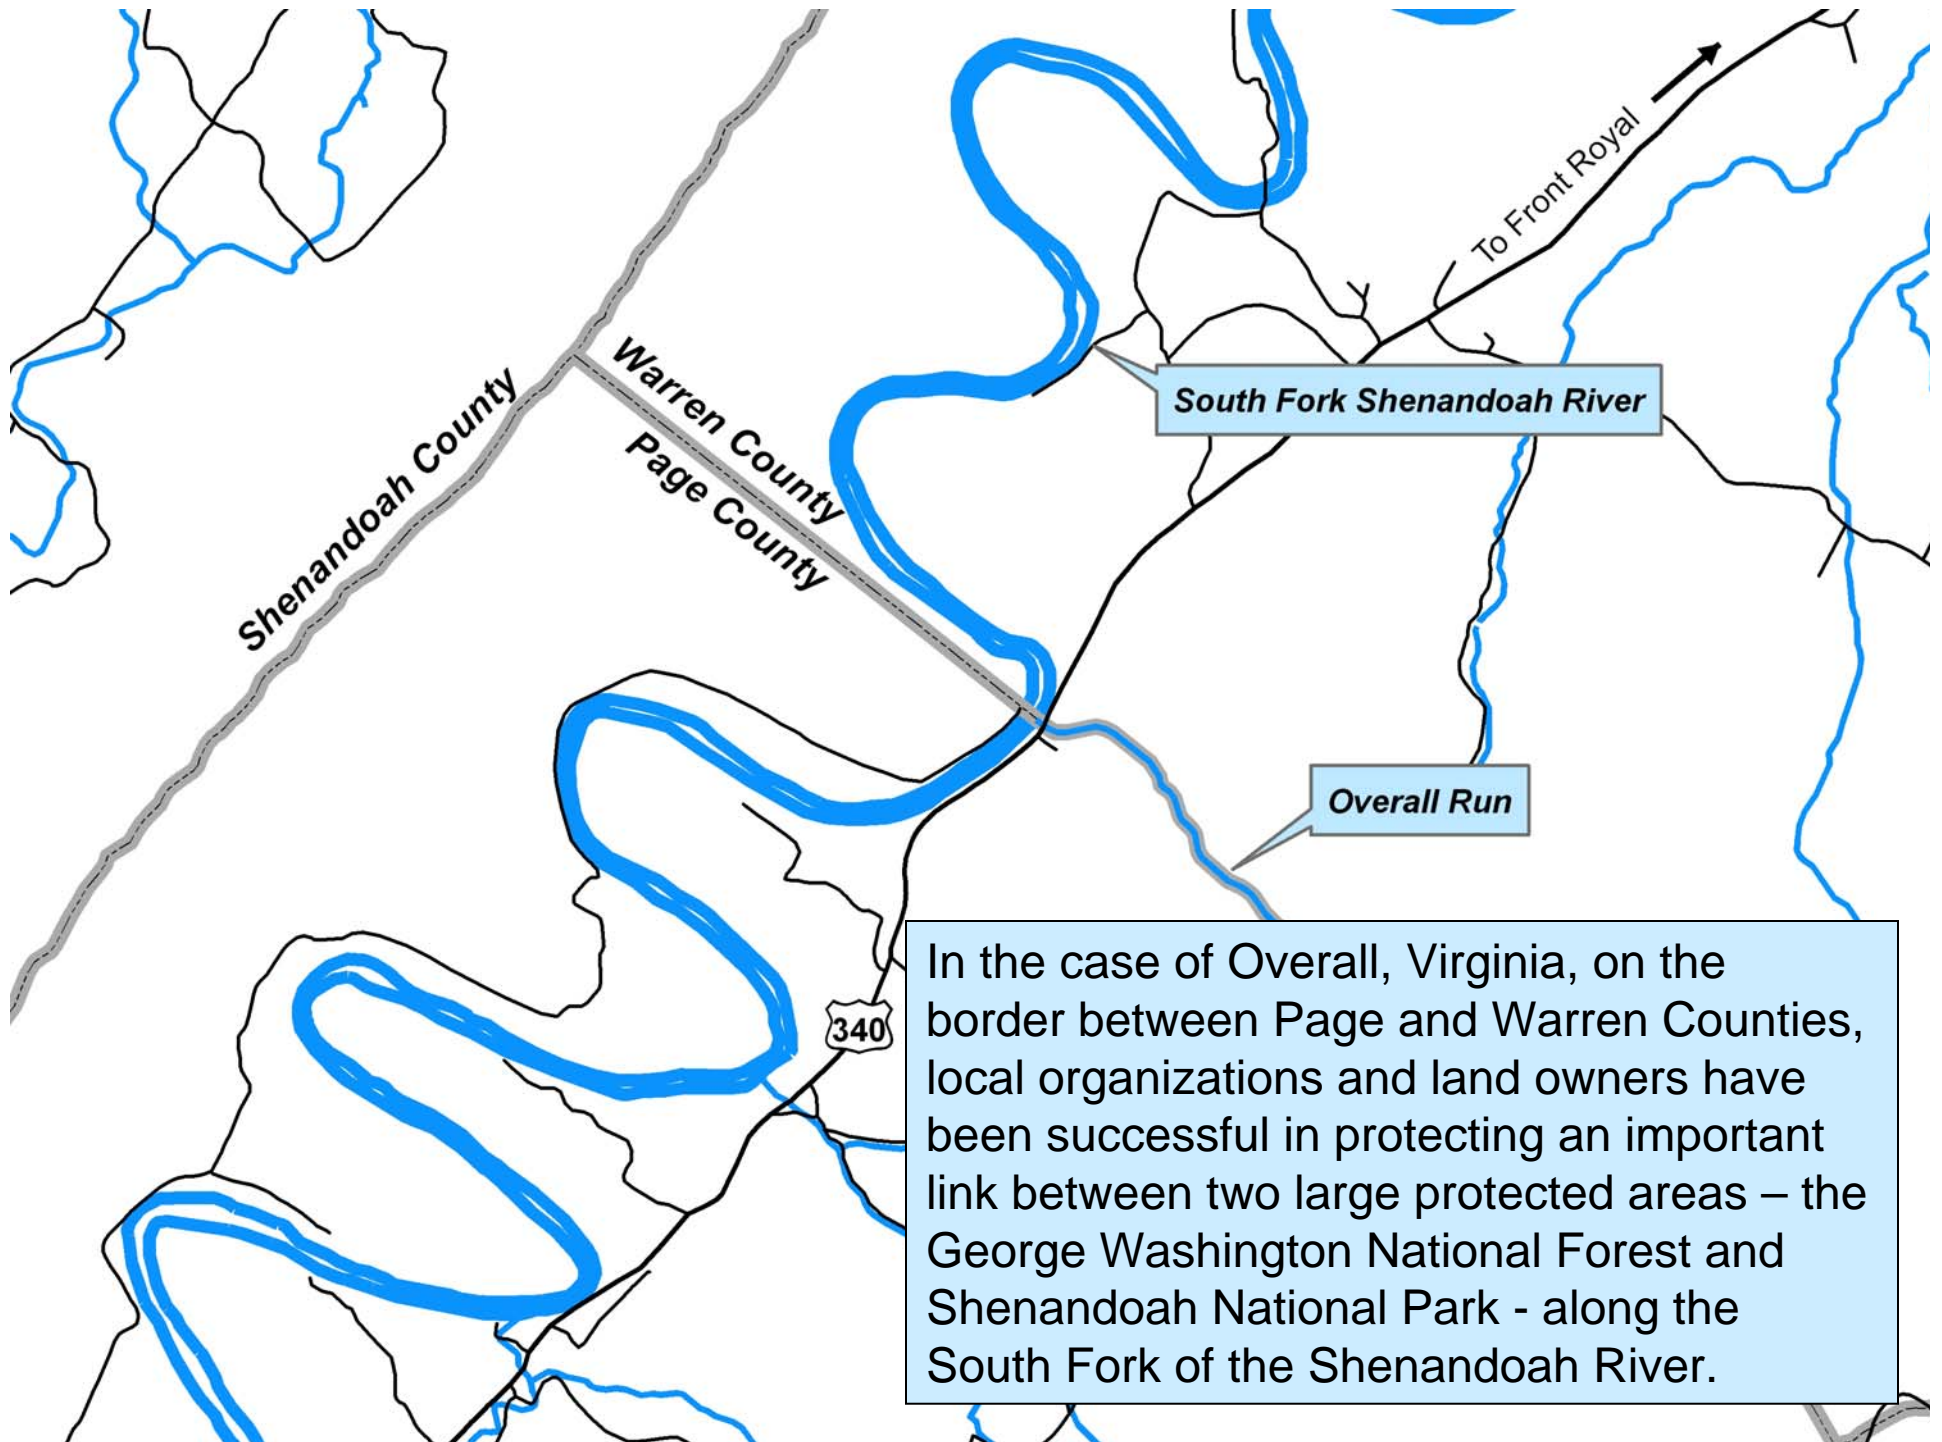 To Front Royal
Warren County
Page County
Shenandoah County
South Fork Shenandoah River
Overall Run
340
In the case of Overall, Virginia, on the
border between Page and Warren Counties,
local organizations and land owners have
been successful in protecting an important
link between two large protected areas – the
George Washington National Forest and
Shenandoah National Park - along the
South Fork of the Shenandoah River.